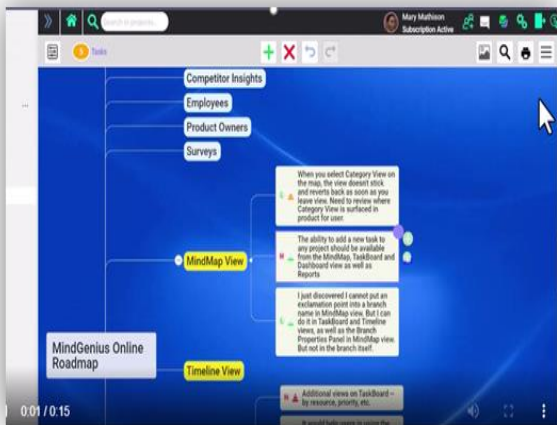 Search in projects...
Mary Mathison
Subscription Active
5 Tasks
...
Competitor Insights
Employees
Product Owners
Surveys
When you select Category View on
the map, the view doesn't stick
and reverts back as soon as you
leave view. Need to review where
Category View is surfaced in
product for user.
The ability to add a new task to
any project should be available
from the MindMap, TaskBoard and
Dashboard view as well as
Reports
MindMap View
I just discovered I cannot put an
exclamation point into a branch
name in MindMap view. But I can
do it in TaskBoard and Timeline
views, as well as the Branch
Properties Panel in MindMap view.
But not in the branch itself.
MindGenius Online
Roadmap
Timeline View
Additional views on TaskBoard –
by resource, priority, etc.
0:01 / 0:15